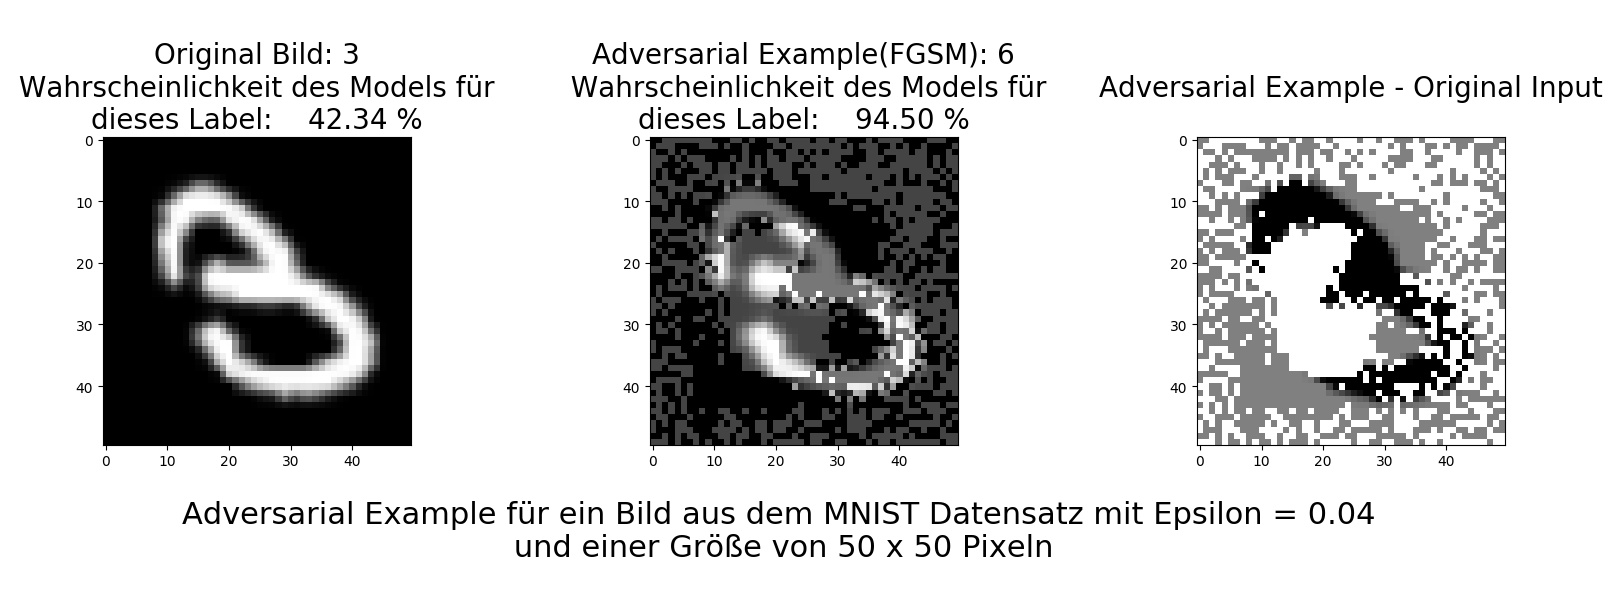 Original Bild: 3
Wahrscheinlichkeit des Models für
dieses Label: 42.34 %
Adversarial Example(FGSM): 6
Wahrscheinlichkeit des Models für
dieses Label: 94.50 %
Adversarial Example - Original Input
0
10
20
30
40
0 10 20 30 40
0
10
20
30
40
0 10 20 30 40
0
10
20
30
40
0 10 20 30 40
Adversarial Example für ein Bild aus dem MNIST Datensatz mit Epsilon = 0.04
und einer Größe von 50 x 50 Pixeln